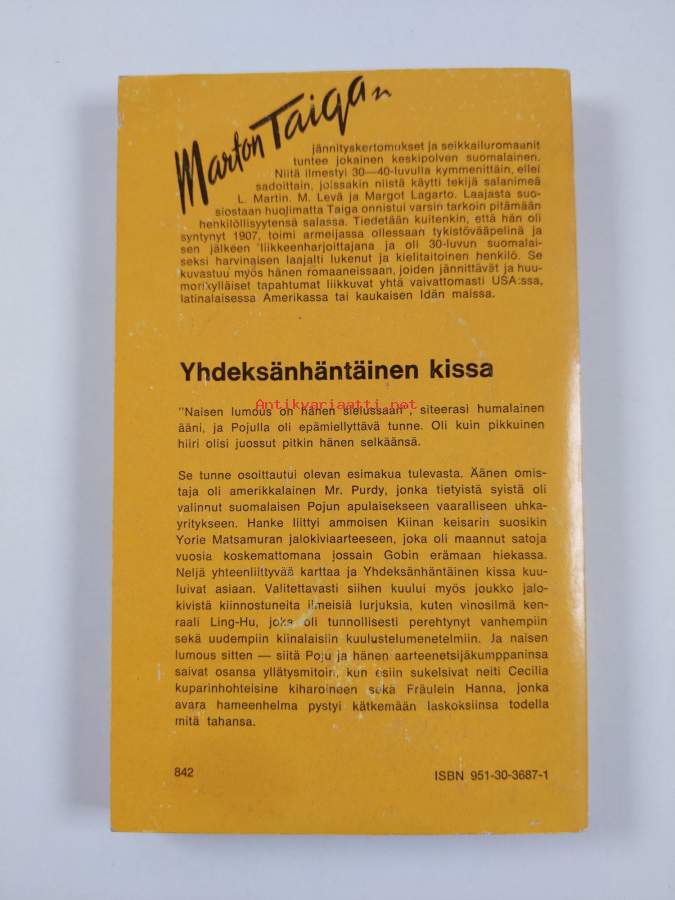 Marton Taigan
jännityskertomukset ja seikkailuromaanit
tuntee jokainen keskipolven suomalainen.
Niitä ilmestyi 30—40-luvulla kymmenittäin, ellei
sadoittain, joissakin niistä käytti tekijä salanimeä
L. Martin. M. Levä ja Margot Lagarto. Laajasta suo-
siostaan huolimatta Taiga onnistui varsin tarkoin pitämään
henkilöllisyytensä salassa. Tiedetään kuitenkin, että hän oli
syntynyt 1907, toimi armeijassa ollessaan tykistövääpelinä ja
sen jälkeen liikkeenharjoittajana ja oli 30-luvun suomalai-
seksi harvinaisen laajalti lukenut ja kielitaitoinen henkilö. Se
kuvastuu myös hänen romaaneissaan, joiden jännittävät ja huu-
morikylläiset tapahtumat liikkuvat yhtä vaivattomasti USA:ssa,
latinalaisessa Amerikassa tai kaukaisen Idän maissa.
Yhdeksänhäntäinen kissa
Antikvariaatti.net
"Naisen lumous on hänen sielussaan", siteerasi humalainen
ääni, ja Pojulla oli epämiellyttävä tunne. Oli kuin pikkuinen
hiiri olisi juossut pitkin hänen selkäänsä.
Se tunne osoittautui olevan esimakua tulevasta. Äänen omis-
taja oli amerikkalainen Mr. Purdy, jonka tietyistä syistä oli
valinnut suomalaisen Pojun apulaisekseen vaaralliseen uhka-
yritykseen. Hanke liittyi ammoisen Kiinan keisarin suosikin
Yorie Matsamuran jalokiviaarteeseen, joka oli maannut satoja
vuosia koskemattomana jossain Gobin erämaan hiekassa.
Neljä yhteenliittyvää karttaa ja Yhdeksänhäntäinen kissa kuu-
luivat asiaan. Valitettavasti siihen kuului myös joukko jalo-
kivistä kiinnostuneita ilmeisiä lurjuksia, kuten vinosilmä ken-
raali Ling-Hu, joka oli tunnollisesti perehtynyt vanhempiin
sekä uudempiin kiinalaisiin kuulustelumenetelmiin. Ja naisen
lumous sitten — siitä Poju ja hänen aarteenetsijäkumppaninsa
saivat osansa yllätysmitoin, kun esiin sukelsivat neiti Cecilia
kuparinhohteisine kiharoineen sekä Fräulein Hanna, jonka
avara hameenhelma pystyi kätkemään laskoksiinsa todella
mitä tahansa.
842
ISBN 951-30-3687-1